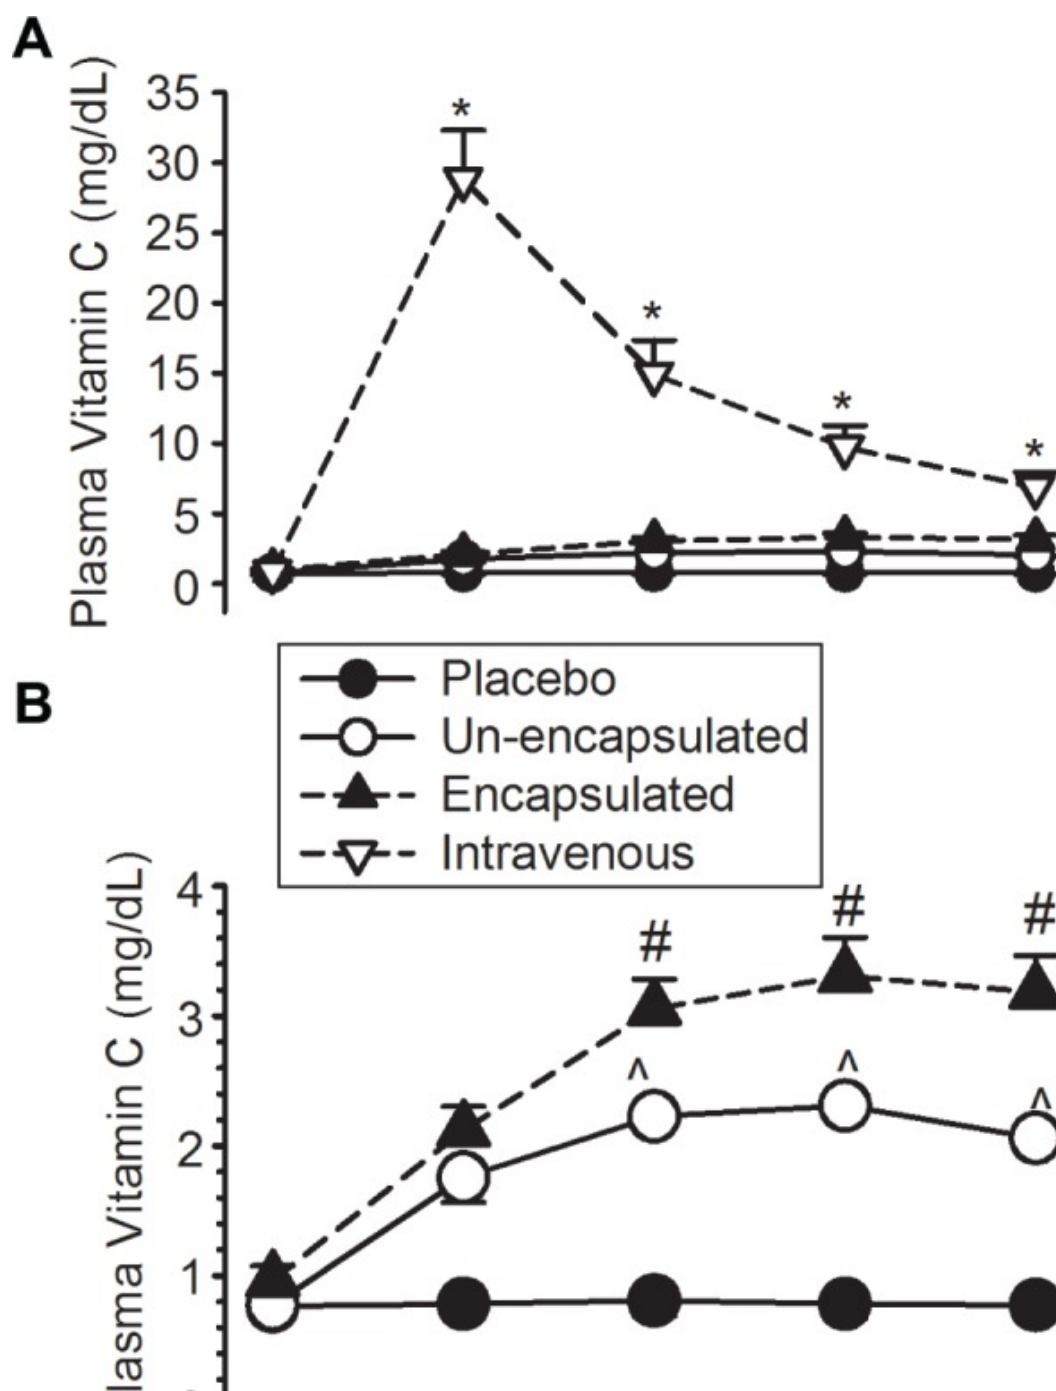 A
Plasma Vitamin C (mg/dL)
35
30
25
20
15
10
5
0
*
*
*
*
Placebo
Un-encapsulated
Encapsulated
Intravenous
B
lasma Vitamin C (mg/dL)
4
3
2
1
#
#
#
^
^
^